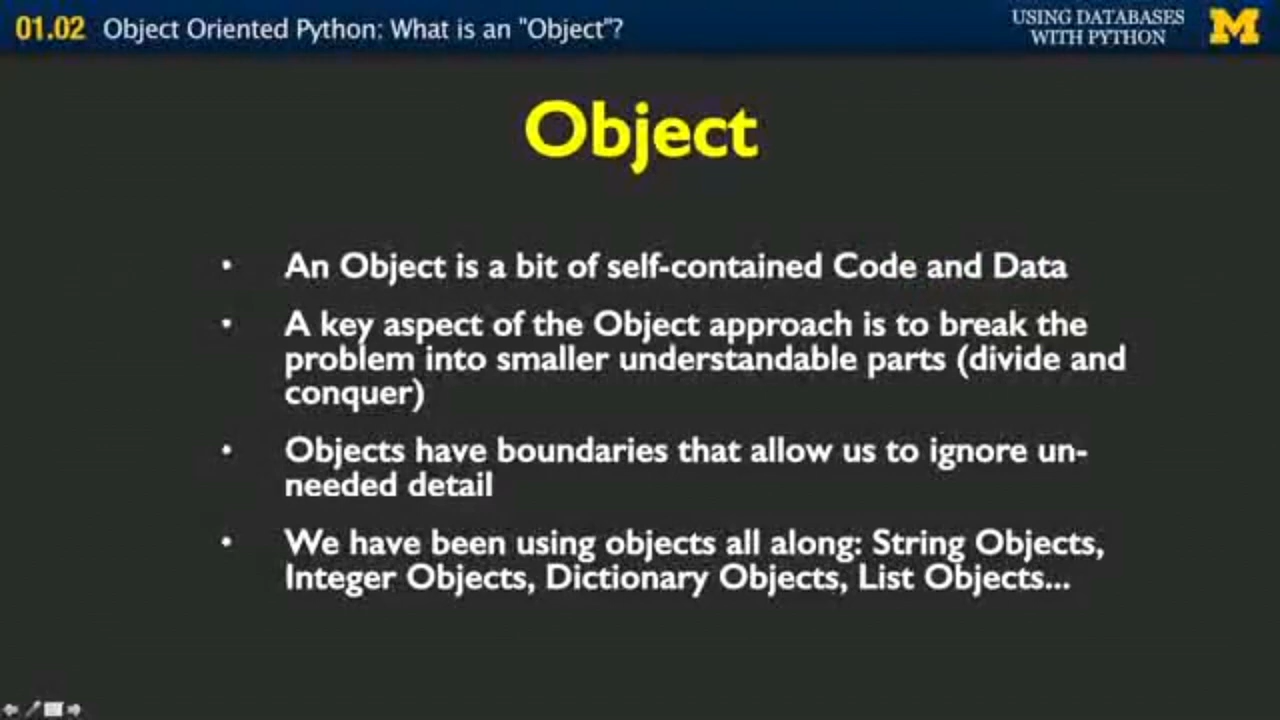 01.02 Object Oriented Python: What is an "Object"?
USING DATABASES
WITH PYTHON
M
Object
• An Object is a bit of self-contained Code and Data
• A key aspect of the Object approach is to break the
problem into smaller understandable parts (divide and
conquer)
• Objects have boundaries that allow us to ignore un-
needed detail
• We have been using objects all along: String Objects,
Integer Objects, Dictionary Objects, List Objects...